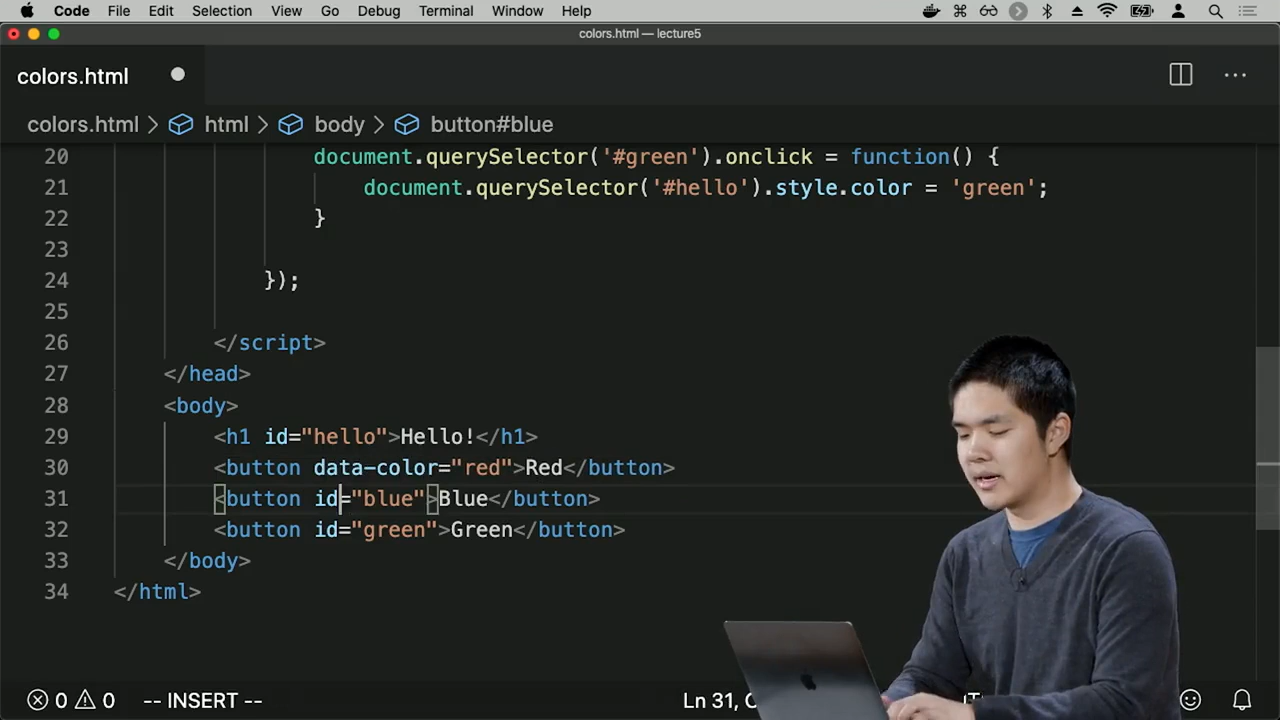 Code File Edit Selection View Go Debug Terminal Window Help
colors.html — lecture5
colors.html
colors.html > html > body > button#blue
20 document.querySelector('#green').onclick = function() {
21 document.querySelector('#hello').style.color = 'green';
22 }
23
24 });
25
26 </script>
27 </head>
28 <body>
29 <h1 id="hello">Hello!</h1>
30 <button data-color="red">Red</button>
31 <button id="blue">Blue</button>
32 <button id="green">Green</button>
33 </body>
34 </html>
0 0 -- INSERT -- Ln 31,